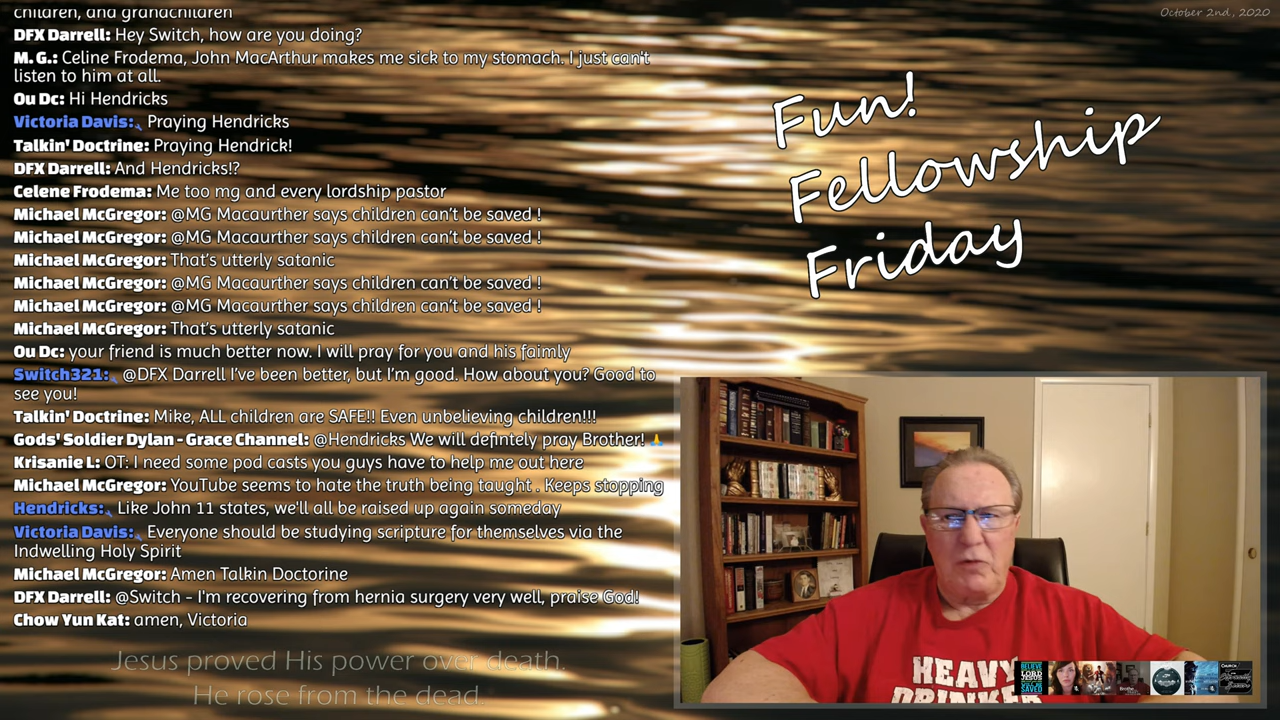 children, and grandchildren
October 2nd, 2020
DFX Darrell: Hey Switch, how are you doing?
M. G.: Celine Frodema, John MacArthur makes me sick to my stomach. I just can't
listen to him at all.
Ou Dc: Hi Hendricks
Victoria Davis: Praying Hendricks
Talkin' Doctrine: Praying Hendrick!
DFX Darrell: And Hendricks!?
Celene Frodema: Me too mg and every lordship pastor
Michael McGregor: @MG Macaurther says children can't be saved !
Michael McGregor: @MG Macaurther says children can't be saved !
Michael McGregor: That's utterly satanic
Michael McGregor: @MG Macaurther says children can't be saved !
Michael McGregor: @MG Macaurther says children can't be saved !
Michael McGregor: That's utterly satanic
Ou Dc: your friend is much better now. I will pray for you and his faimly
Switch321: @DFX Darrell I've been better, but I'm good. How about you? Good to
see you!
Talkin' Doctrine: Mike, ALL children are SAFE!! Even unbelieving children!!!
Gods' Soldier Dylan - Grace Channel: @Hendricks We will defintely pray Brother! 🙏
Krisanie L: OT: I need some pod casts you guys have to help me out here
Michael McGregor: YouTube seems to hate the truth being taught . Keeps stopping
Hendricks: Like John 11 states, we'll all be raised up again someday
Victoria Davis: Everyone should be studying scripture for themselves via the
Indwelling Holy Spirit
Michael McGregor: Amen Talkin Doctorine
DFX Darrell: @Switch - I'm recovering from hernia surgery very well, praise God!
Chow Yun Kat: amen, Victoria
Jesus proved His power over death.
He rose from the dead.
Fun!
Fellowship
Friday
HEAVY
DRINKER
BELIEVE
LORD
JESUS
SAVED